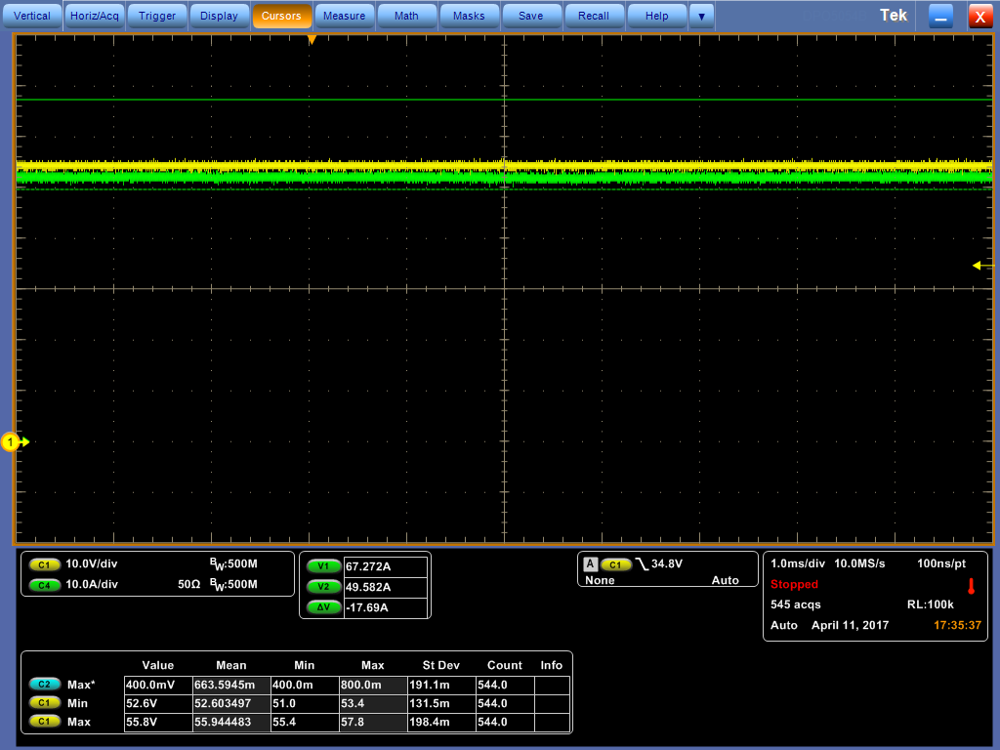 Vertical Horiz/Acq Trigger Display Cursors Measure Math Masks Save Recall Help Tek X
1
C1 10.0V/div BW:500M
C4 10.0A/div 50Ω BW:500M
V1 67.272A
V2 49.582A
ΔV -17.69A
A C1 34.8V
None Auto
1.0ms/div 10.0MS/s 100ns/pt
Stopped
545 acqs RL:100k
Auto April 11, 2017 17:35:37
Value Mean Min Max St Dev Count Info
C2 Max* 400.0mV 663.5945m 400.0m 800.0m 191.1m 544.0
C1 Min 52.6V 52.603497 51.0 53.4 131.5m 544.0
C1 Max 55.8V 55.944483 55.4 57.8 198.4m 544.0